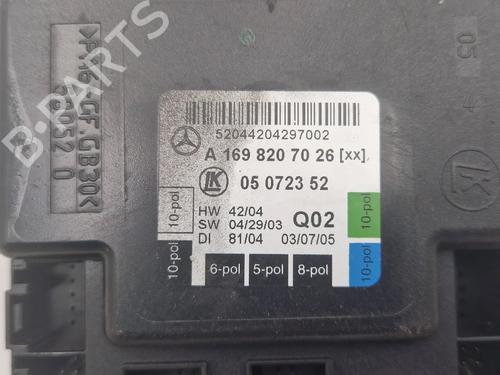 B-PARTS
>PA6-GF GB30<
52044204297002
A 169 820 70 26 [xx]
LK 05 0723 52
HW 42/04 Q02
SW 04/29/03
DI 81/04 03/07/05
10-pol
10-pol
10-pol
10-pol
6-pol 5-pol 8-pol
05
LK